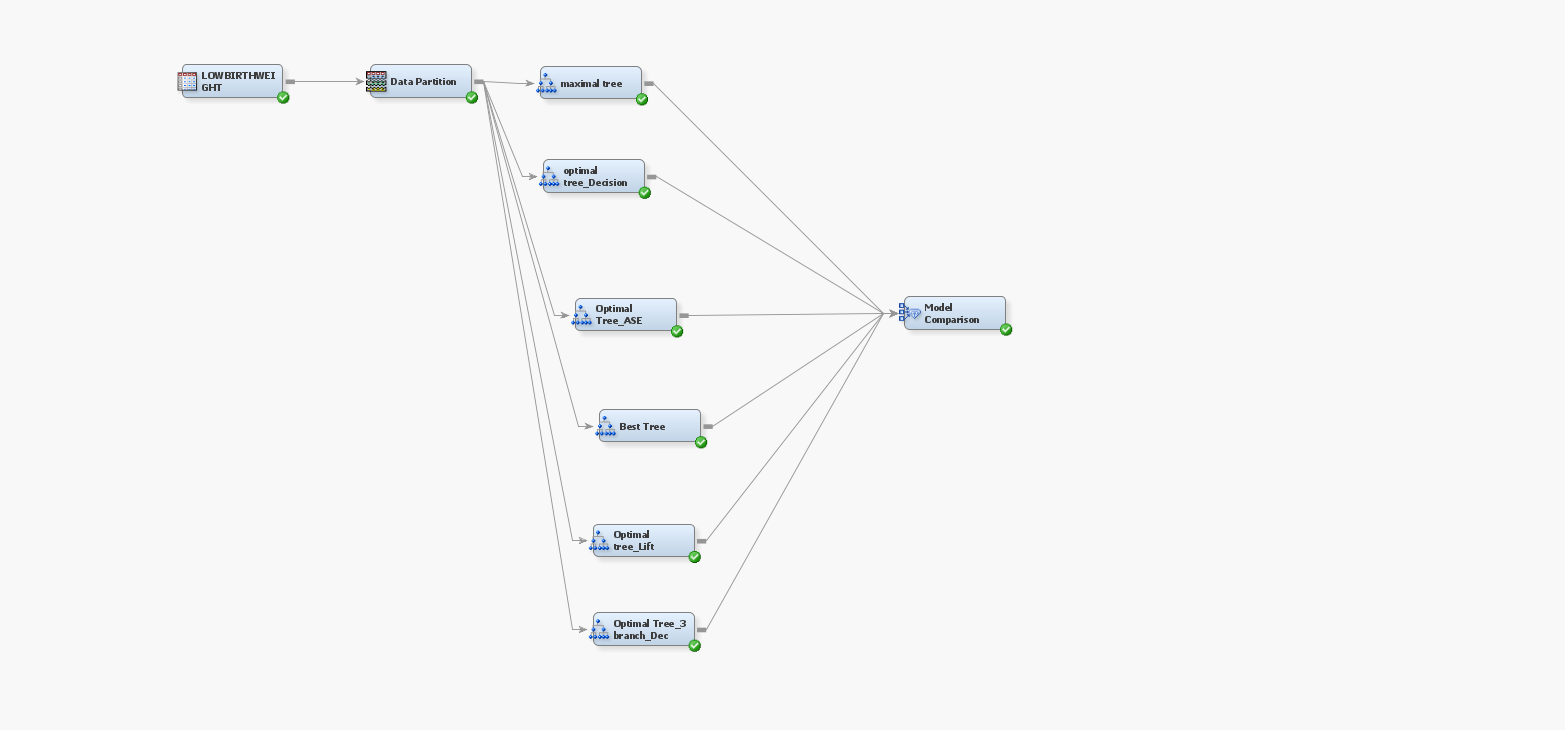 LOWBIRTHWEI
GHT
Data Partition
maximal tree
optimal
tree_Decision
Optimal
Tree_ASE
Model
Comparison
Best Tree
Optimal
tree_Lift
Optimal Tree_3
branch_Dec